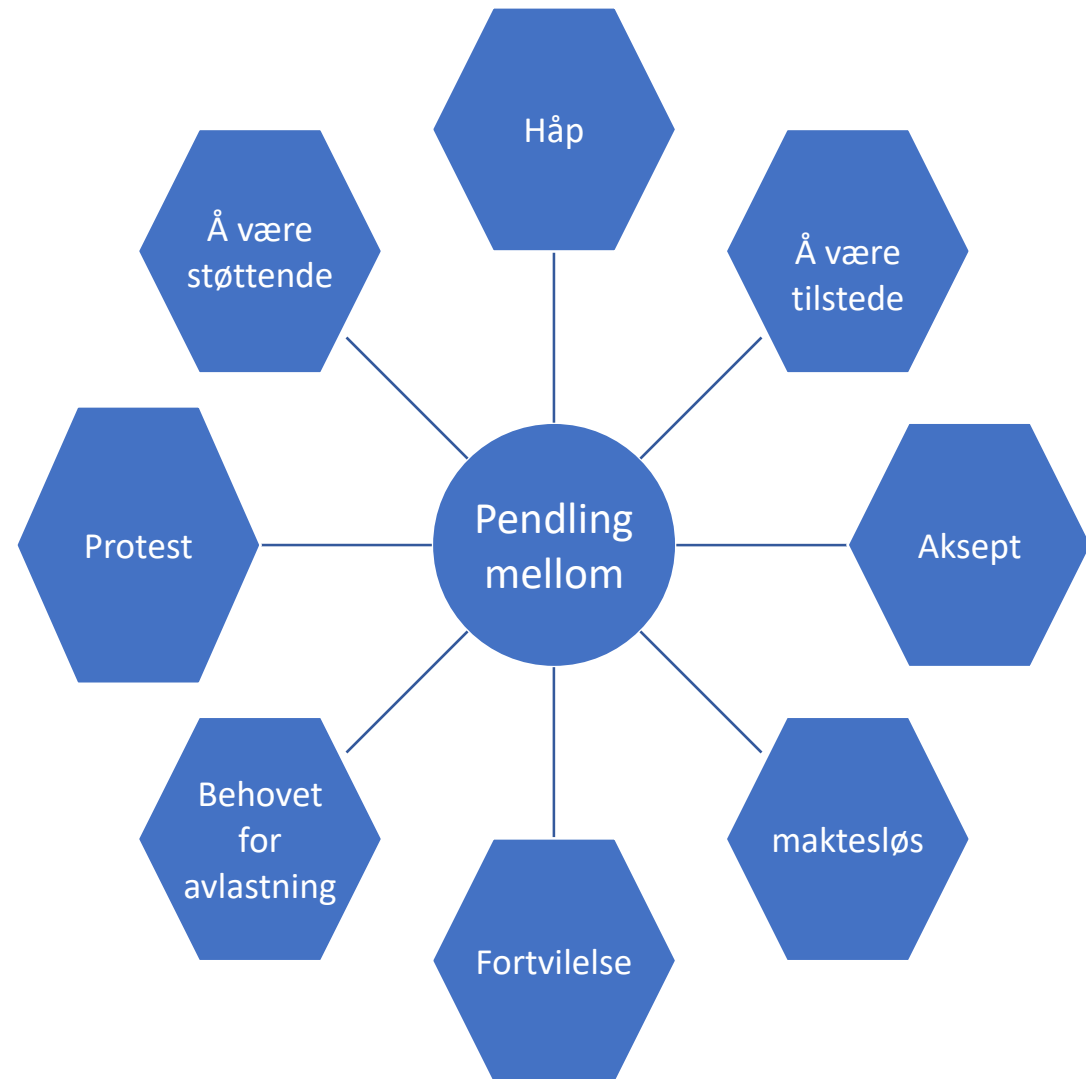 Håp
Å være
støttende
Å være
tilstede
Protest
Pendling
mellom
Aksept
Behovet
for
avlastning
maktesløs
Fortvilelse